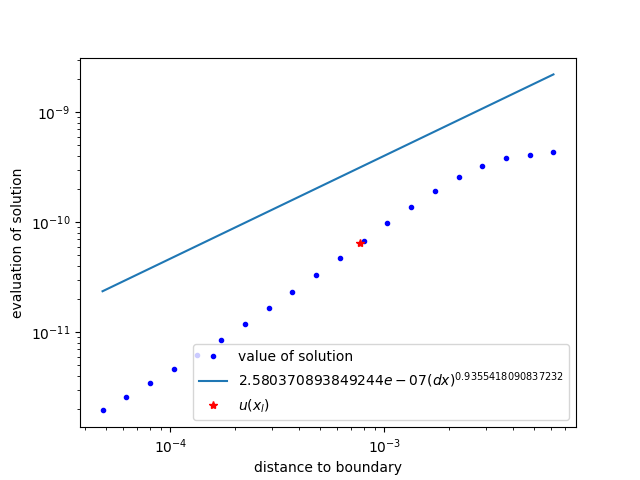 10⁻⁹
10⁻¹⁰
10⁻¹¹
evaluation of solution
value of solution
2.580370893849244e − 07(dx)^0.9355418090837232
u(x_l)
10⁻⁴
10⁻³
distance to boundary